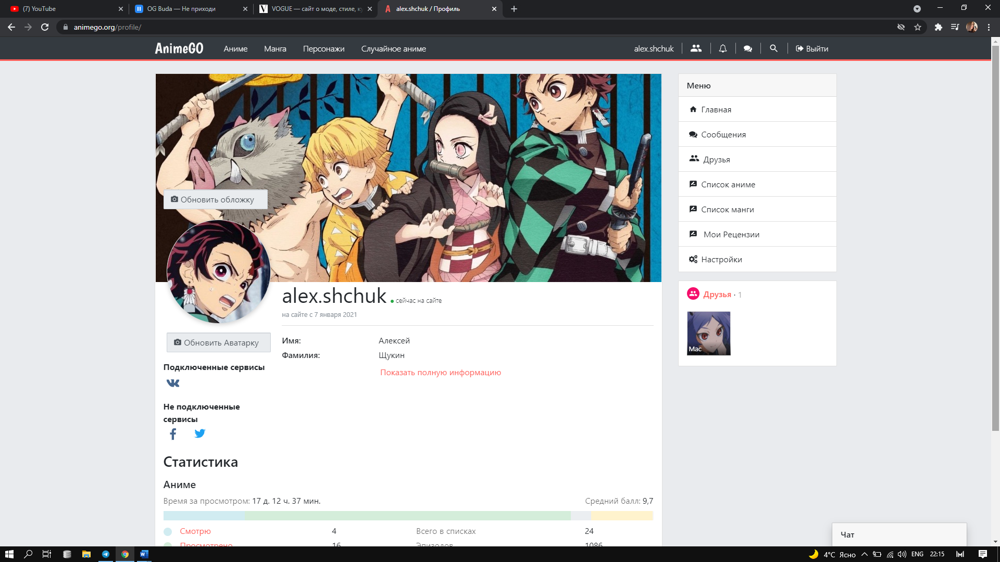 (7) YouTube
OG Buda — Не приходи
VOGUE — сайт о моде, стиле, ку
alex.shchuk / Профиль
animego.org/profile/
AnimeGO
Аниме
Манга
Персонажи
Случайное аниме
alex.shchuk
Выйти
Обновить обложку
alex.shchuk
сейчас на сайте
на сайте с 7 января 2021
Обновить Аватарку
Имя: Алексей
Фамилия: Щукин
Показать полную информацию
Подключенные сервисы
Не подключенные
сервисы
Статистика
Аниме
Время за просмотром: 17 д. 12 ч. 37 мин.
Средний балл: 9,7
Смотрю 4
Всего в списках 24
Просмотрено 16
Эпизодов 1086
Меню
Главная
Сообщения
Друзья
Список аниме
Список манги
Мои Рецензии
Настройки
Друзья · 1
Mac
Чат
4°C Ясно
ENG
22:15